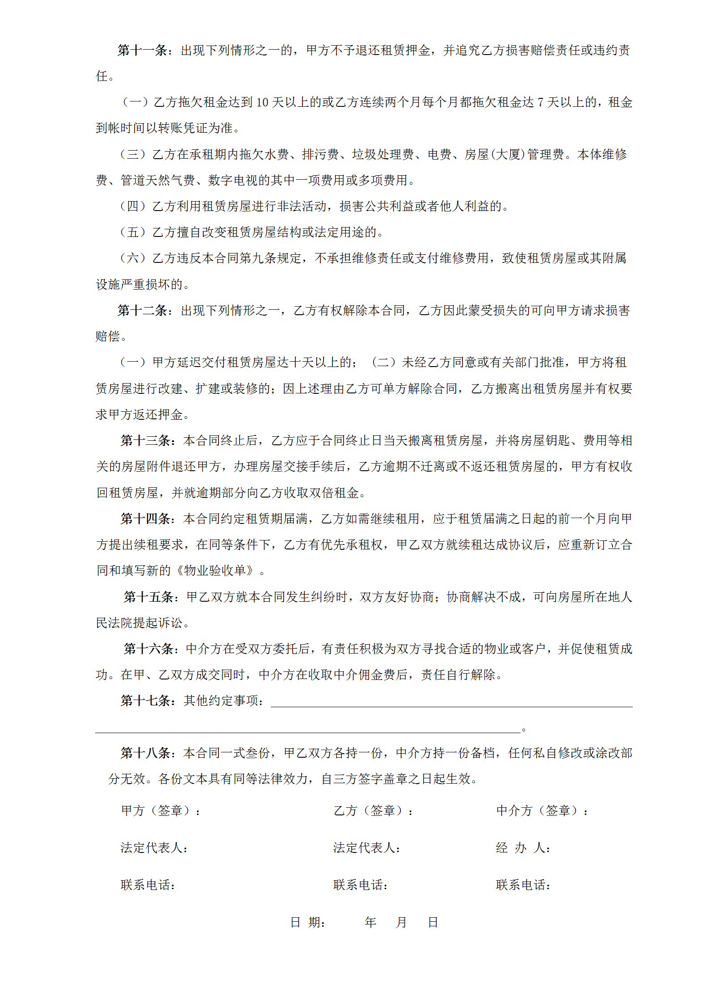 第十一条：出现下列情形之一的，甲方不予退还租赁押金，并追究乙方损害赔偿责任或违约责
任。
（一）乙方拖欠租金达到 10 天以上的或乙方连续两个月每个月都拖欠租金达 7 天以上的，租金
到帐时间以转账凭证为准。
（三）乙方在承租期内拖欠水费、排污费、垃圾处理费、电费、房屋(大厦)管理费。本体维修
费、管道天然气费、数字电视的其中一项费用或多项费用。
（四）乙方利用租赁房屋进行非法活动，损害公共利益或者他人利益的。
（五）乙方擅自改变租赁房屋结构或法定用途的。
（六）乙方违反本合同第九条规定，不承担维修责任或支付维修费用，致使租赁房屋或其附属
设施严重损坏的。
第十二条：出现下列情形之一，乙方有权解除本合同，乙方因此蒙受损失的可向甲方请求损害
赔偿。
（一）甲方延迟交付租赁房屋达十天以上的；(二）未经乙方同意或有关部门批准，甲方将租
赁房屋进行改建、扩建或装修的；因上述理由乙方可单方解除合同，乙方搬离出租赁房屋并有权要
求甲方返还押金。
第十三条：本合同终止后，乙方应于合同终止日当天搬离租赁房屋，并将房屋钥匙、费用等相
关的房屋附件退还甲方，办理房屋交接手续后，乙方逾期不迁离或不返还租赁房屋的，甲方有权收
回租赁房屋，并就逾期部分向乙方收取双倍租金。
第十四条：本合同约定租赁期届满，乙方如需继续租用，应于租赁届满之日起的前一个月向甲
方提出续租要求，在同等条件下，乙方有优先承租权，甲乙双方就续租达成协议后，应重新订立合
同和填写新的《物业验收单》。
第十五条：甲乙双方就本合同发生纠纷时，双方友好协商；协商解决不成，可向房屋所在地人
民法院提起诉讼。
第十六条：中介方在受双方委托后，有责任积极为双方寻找合适的物业或客户，并促使租赁成
功。在甲、乙双方成交同时，中介方在收取中介佣金费后，责任自行解除。
第十七条：其他约定事项：
。
第十八条：本合同一式叁份，甲乙双方各持一份，中介方持一份备档，任何私自修改或涂改部
分无效。各份文本具有同等法律效力，自三方签字盖章之日起生效。
甲方（签章）： 乙方（签章）： 中介方（签章）：
法定代表人： 法定代表人： 经 办 人：
联系电话： 联系电话： 联系电话：
日 期： 年 月 日